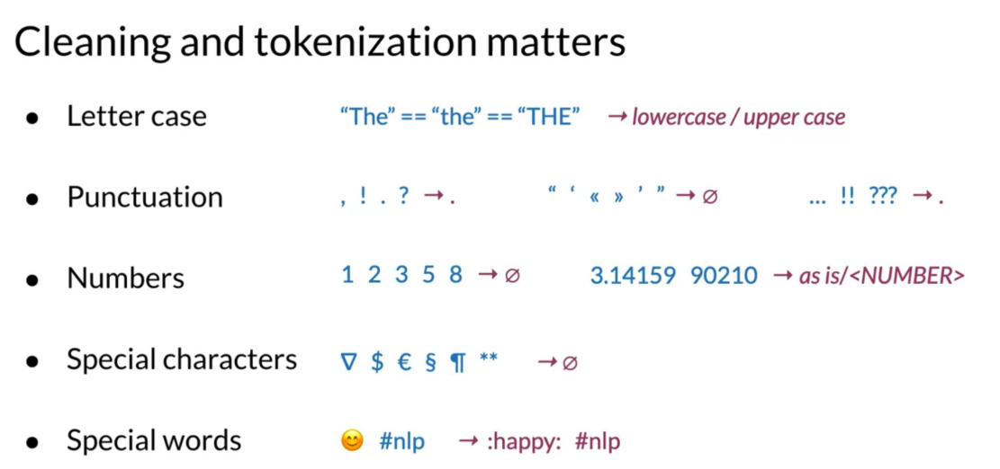 Cleaning and tokenization matters
● Letter case “The” == “the” == “THE” → lowercase / upper case
● Punctuation , ! . ? → . “ ‘ « » ’ ” → ∅ ... !! ??? → .
● Numbers 1 2 3 5 8 → ∅ 3.14159 90210 → as is/<NUMBER>
● Special characters ∇ $ € § ¶ ** → ∅
● Special words 😊 #nlp → :happy: #nlp